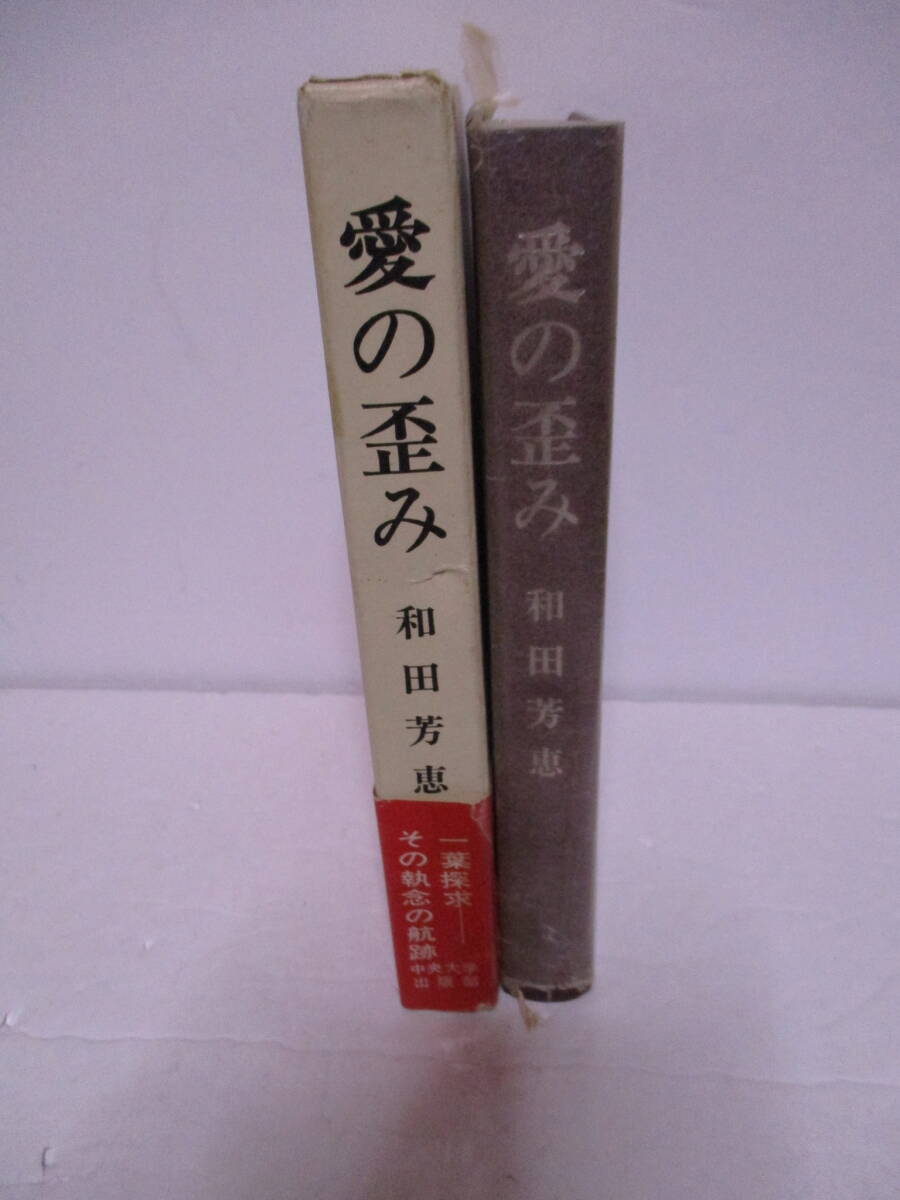 愛の歪み
和田芳恵
一葉探求―
その執念の航跡
中央大学
出版部
愛の歪み
和田芳恵